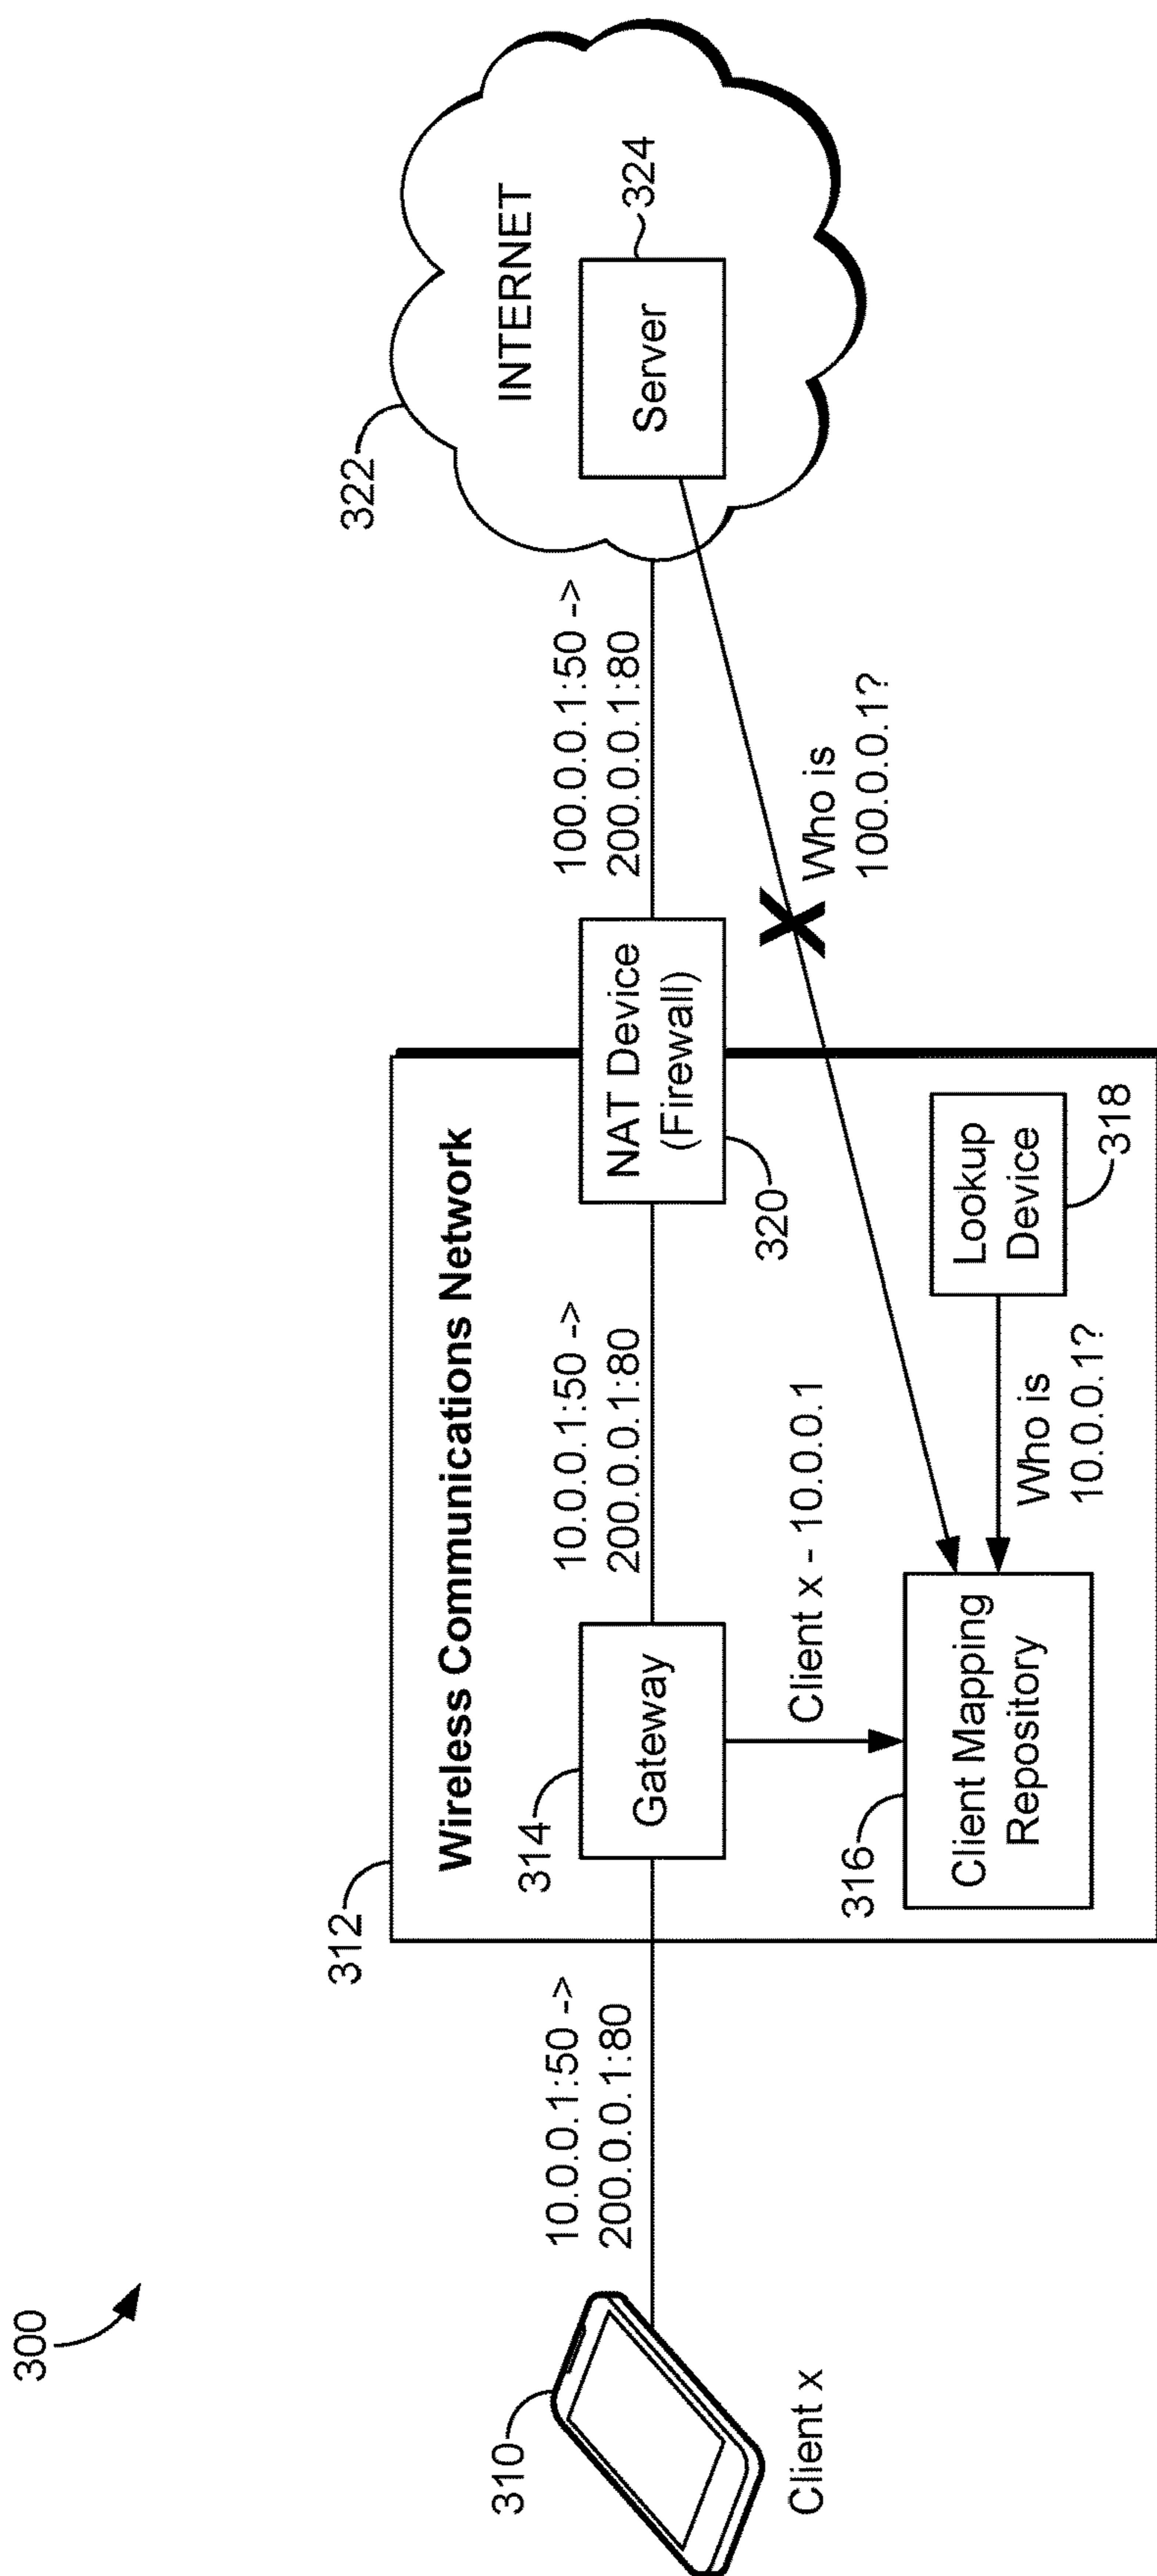 300
310
Client x
10.0.0.1:50 ->
200.0.0.1:80
312
Wireless Communications Network
314
Gateway
10.0.0.1:50 ->
200.0.0.1:80
Client x - 10.0.0.1
316
Client Mapping
Repository
Who is
10.0.0.1?
Lookup
Device
318
NAT Device
(Firewall)
320
100.0.0.1:50 ->
200.0.0.1:80
Who is
100.0.0.1?
X
322
INTERNET
Server
324